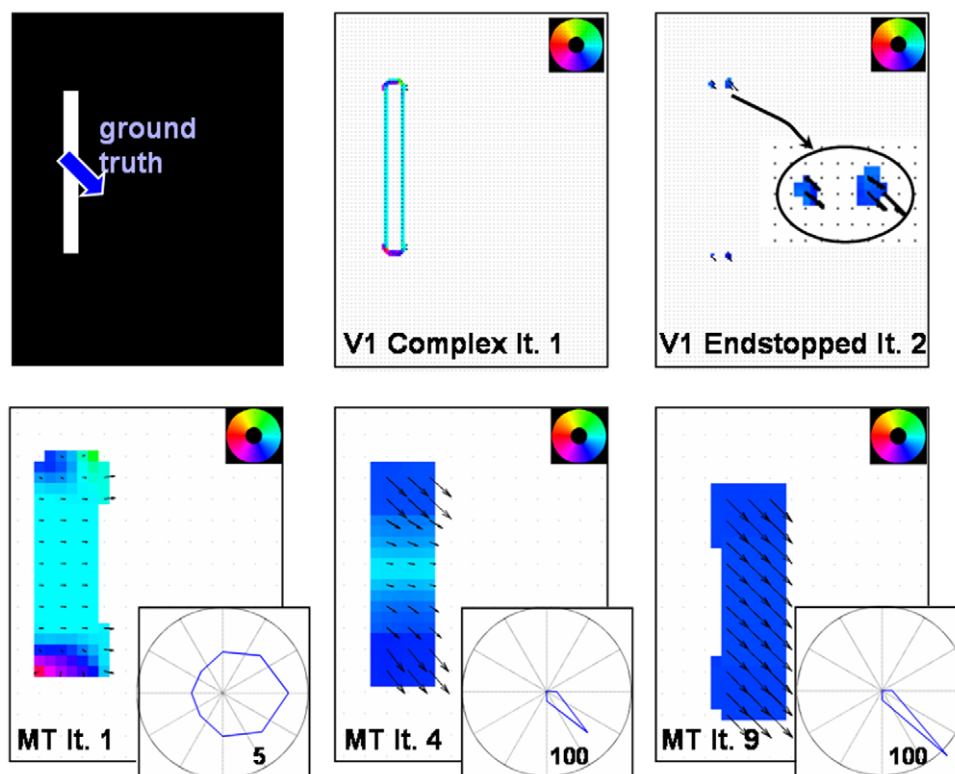 ground
truth
V1 Complex It. 1
V1 Endstopped It. 2
MT It. 1
5
MT It. 4
100
MT It. 9
100